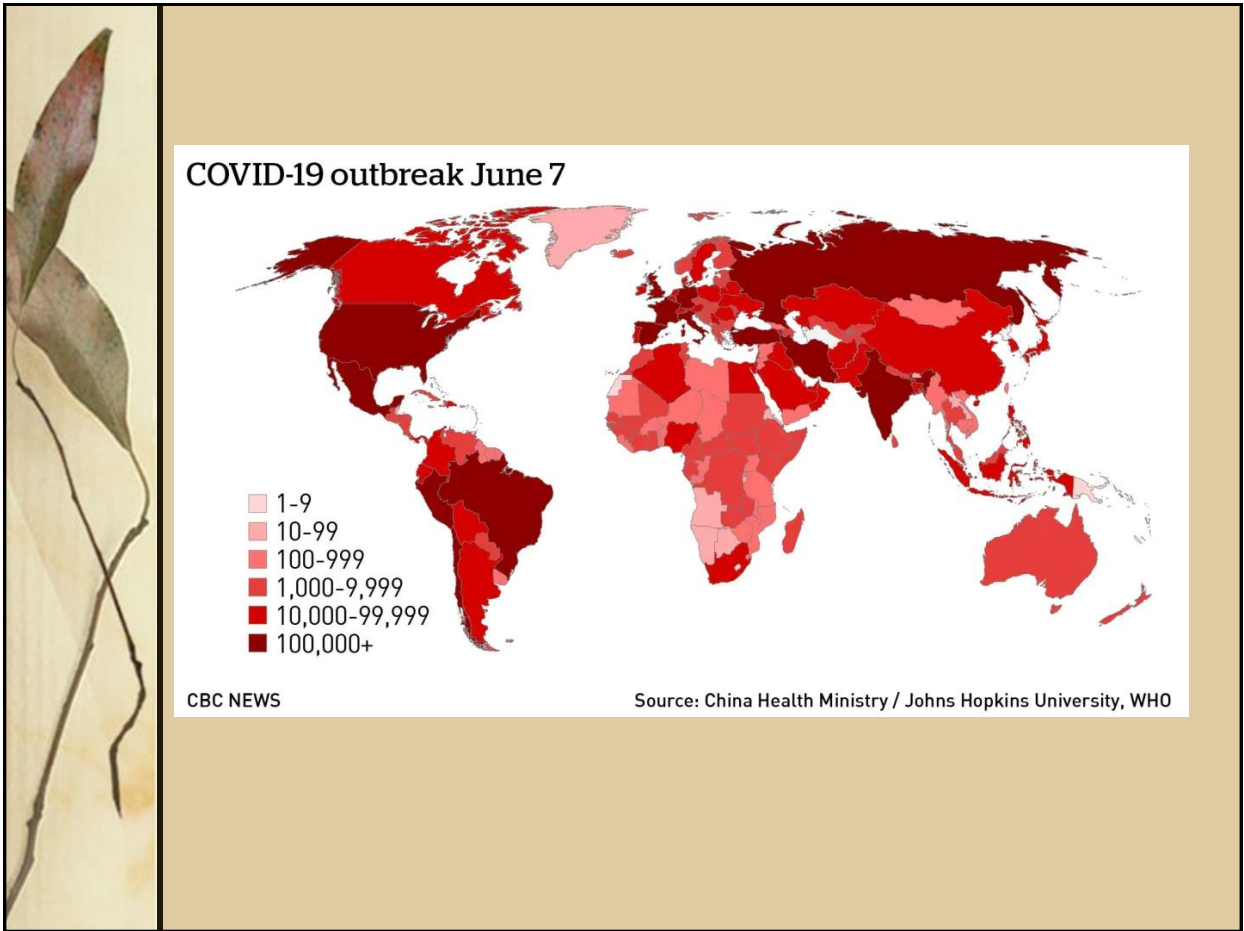 COVID-19 outbreak June 7
1-9
10-99
100-999
1,000-9,999
10,000-99,999
100,000+
CBC NEWS
Source: China Health Ministry / Johns Hopkins University, WHO